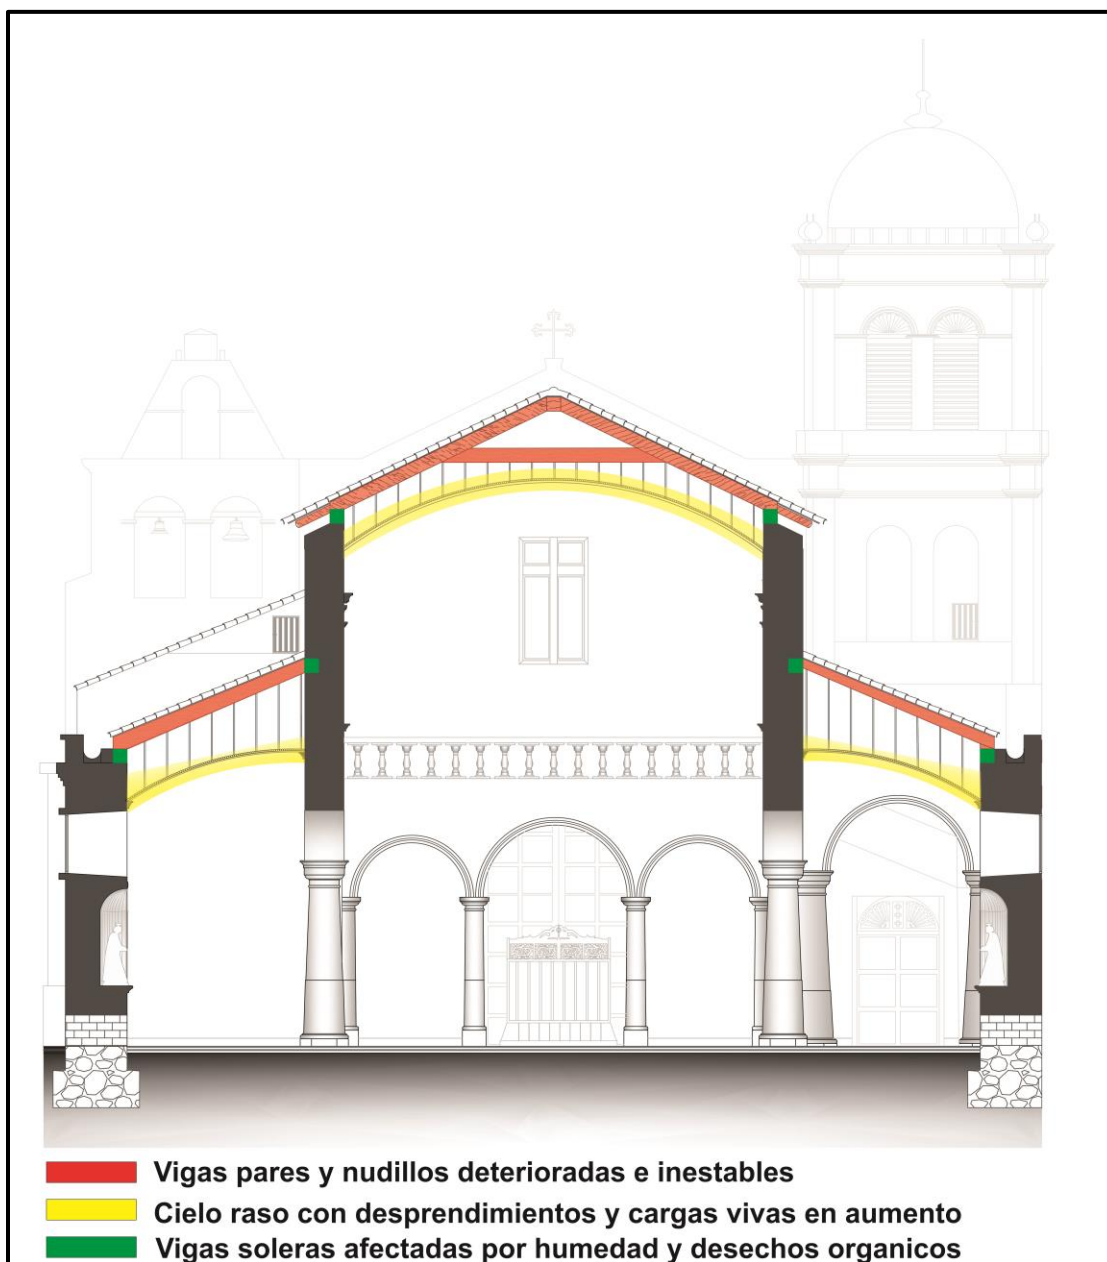 Vigas pares y nudillos deterioradas e inestables
Cielo raso con desprendimientos y cargas vivas en aumento
Vigas soleras afectadas por humedad y desechos organicos